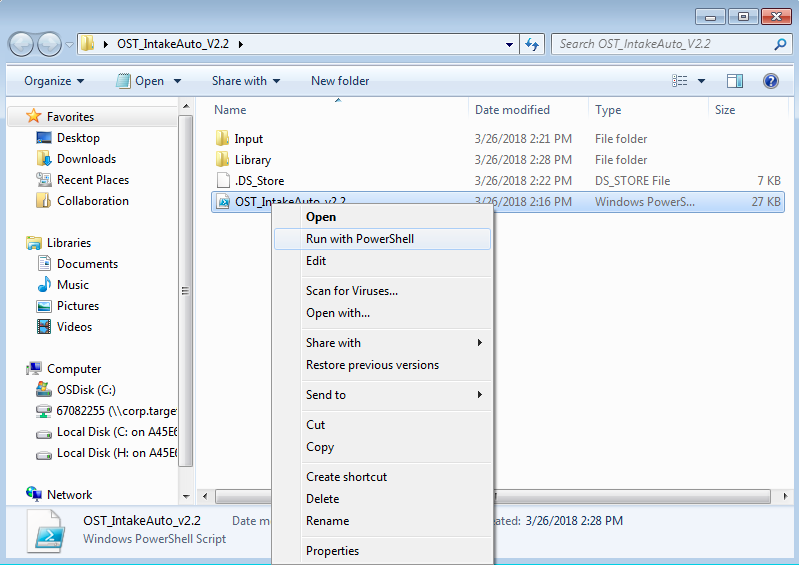 OST_IntakeAuto_V2.2
Search OST_IntakeAuto_V2.2
Organize Open Share with New folder
Name Date modified Type Size
Favorites
Desktop
Downloads
Recent Places
Collaboration
Libraries
Documents
Music
Pictures
Videos
Computer
OSDisk (C:)
67082255 (\\corp.target
Local Disk (C: on A45E6
Local Disk (H: on A45E6
Network
Input 3/26/2018 2:21 PM File folder
Library 3/26/2018 2:28 PM File folder
.DS_Store 3/26/2018 2:22 PM DS_STORE File 7 KB
OST_IntakeAuto_v2.2 3/26/2018 2:16 PM Windows PowerS... 27 KB
Open
Run with PowerShell
Edit
Scan for Viruses...
Open with...
Share with
Restore previous versions
Send to
Cut
Copy
Create shortcut
Delete
Rename
Properties
OST_IntakeAuto_v2.2 Date m ated: 3/26/2018 2:28 PM
Windows PowerShell Script